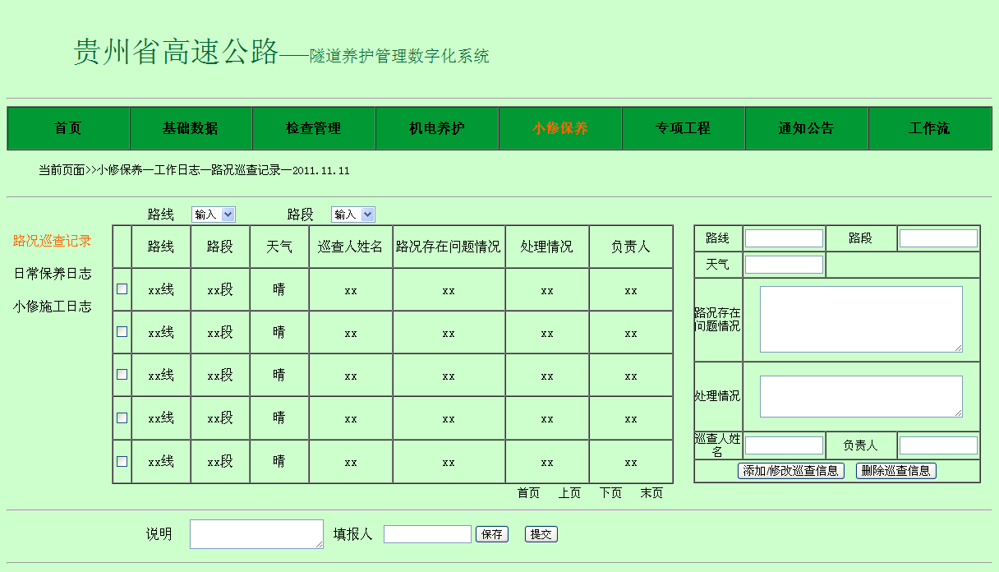 贵州省高速公路——隧道养护管理数字化系统
首页 基础数据 检查管理 机电养护 小修保养 专项工程 通知公告 工作流
当前页面>>小修保养—工作日志—路况巡查记录—2011.11.11
路线 输入 路段 输入
路况巡查记录
日常保养日志
小修施工日志
路线 路段 天气 巡查人姓名 路况存在问题情况 处理情况 负责人
xx线 xx段 晴 xx xx xx xx
xx线 xx段 晴 xx xx xx xx
xx线 xx段 晴 xx xx xx xx
xx线 xx段 晴 xx xx xx xx
xx线 xx段 晴 xx xx xx xx
首页 上页 下页 末页
路线 路段
天气
路况存在
问题情况
处理情况
巡查人姓
名 负责人
添加/修改巡查信息 删除巡查信息
说明 填报人 保存 提交